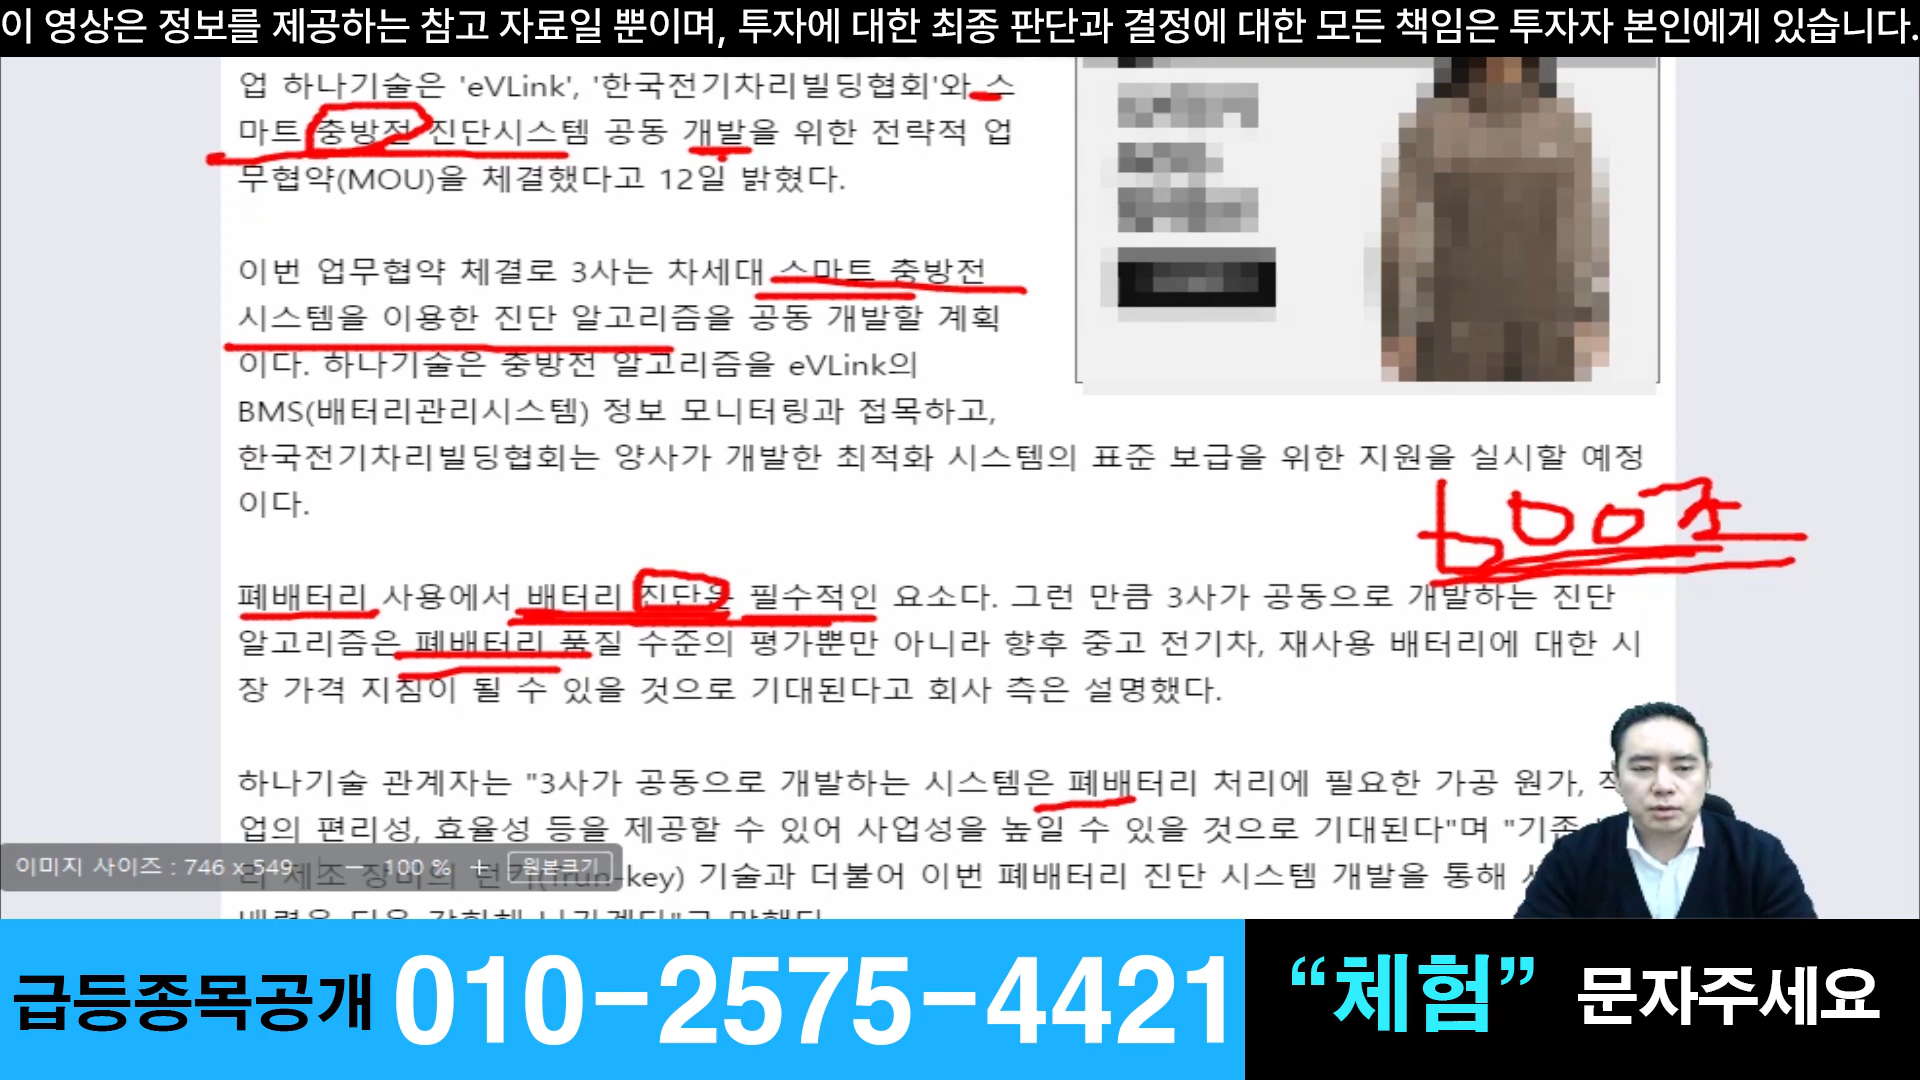 이 영상은 정보를 제공하는 참고 자료일 뿐이며, 투자에 대한 최종 판단과 결정에 대한 모든 책임은 투자자 본인에게 있습니다.
업 하나기술은 'eVLink', '한국전기차리빌딩협회'와 스
마트 충방전 진단시스템 공동 개발을 위한 전략적 업
무협약(MOU)을 체결했다고 12일 밝혔다.
이번 업무협약 체결로 3사는 차세대 스마트 충방전
시스템을 이용한 진단 알고리즘을 공동 개발할 계획
이다. 하나기술은 충방전 알고리즘을 eVLink의
BMS(배터리관리시스템) 정보 모니터링과 접목하고,
한국전기차리빌딩협회는 양사가 개발한 최적화 시스템의 표준 보급을 위한 지원을 실시할 예정
이다.
600조
폐배터리 사용에서 배터리 진단은 필수적인 요소다. 그런 만큼 3사가 공동으로 개발하는 진단
알고리즘은 폐배터리 품질 수준의 평가뿐만 아니라 향후 중고 전기차, 재사용 배터리에 대한 시
장 가격 지침이 될 수 있을 것으로 기대된다고 회사 측은 설명했다.
하나기술 관계자는 "3사가 공동으로 개발하는 시스템은 폐배터리 처리에 필요한 가공 원가,
업의 편리성, 효율성 등을 제공할 수 있어 사업성을 높일 수 있을 것으로 기대된다"며 "기존
이미지 사이즈 : 746 x 549 — 100 % + 원본크기
key) 기술과 더불어 이번 폐배터리 진단 시스템 개발을 통해
급등종목공개 010-2575-4421 “체험” 문자주세요